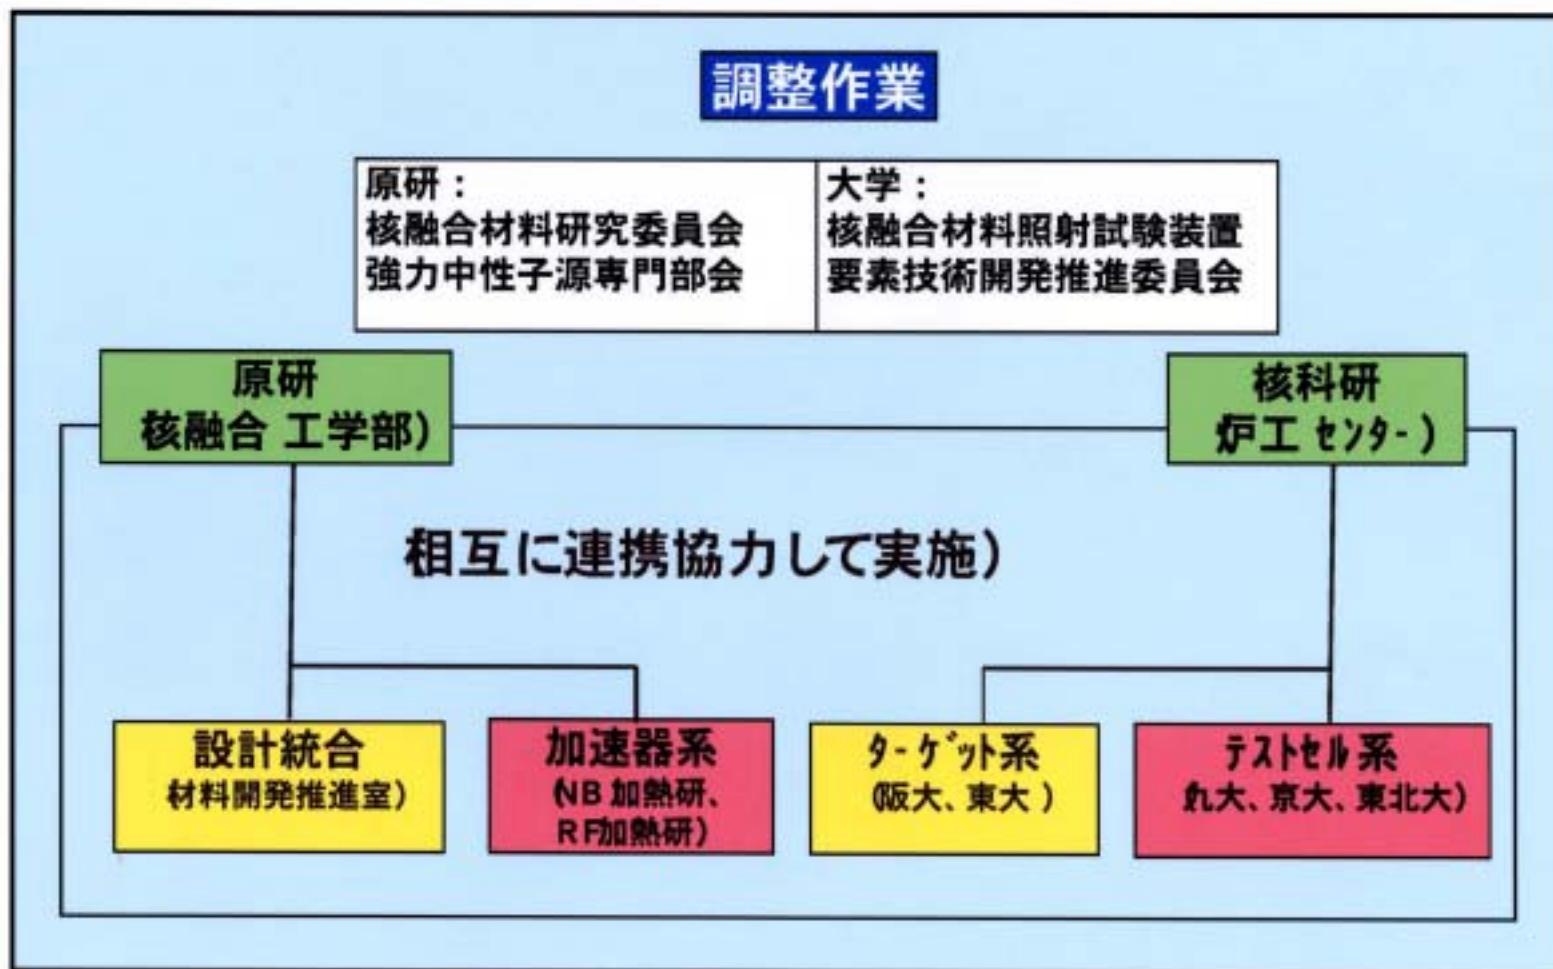 調整作業
原研：
核融合材料研究委員会
強力中性子源専門部会
大学：
核融合材料照射試験装置
要素技術開発推進委員会
原研
(核融合 工学部)
核科研
(炉工 センター)
(相互に連携協力して実施)
設計統合
(材料開発推進室)
加速器系
(NB加熱研、
RF加熱研)
ターゲット系
(阪大、東大)
テストセル系
(九大、京大、東北大)